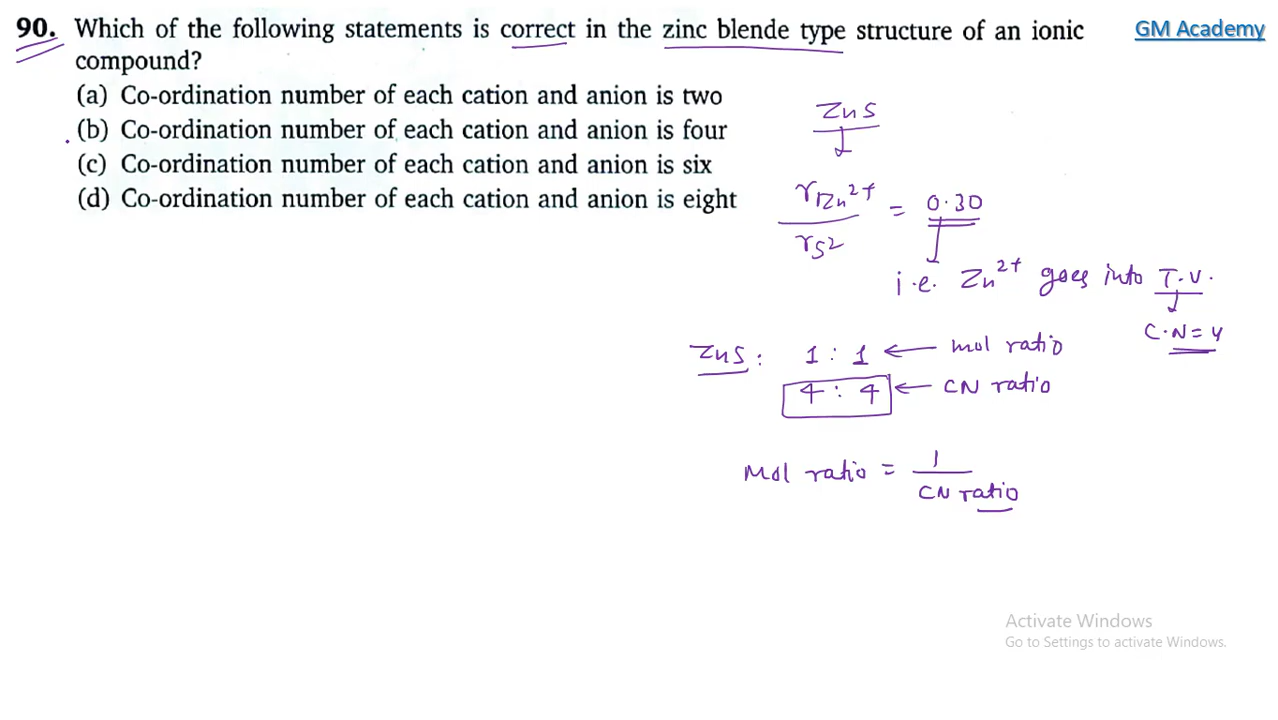 90. Which of the following statements is correct in the zinc blende type structure of an ionic
compound?
GM Academy
(a) Co-ordination number of each cation and anion is two
(b) Co-ordination number of each cation and anion is four
(c) Co-ordination number of each cation and anion is six
(d) Co-ordination number of each cation and anion is eight
ZnS
r Zn2+ / r S2 = 0.30
i.e. Zn2+ goes into T.V.
C.N = 4
ZnS : 1 : 1 ← mol ratio
4 : 4 ← CN ratio
Mol ratio = 1 / CN ratio
Activate Windows
Go to Settings to activate Windows.